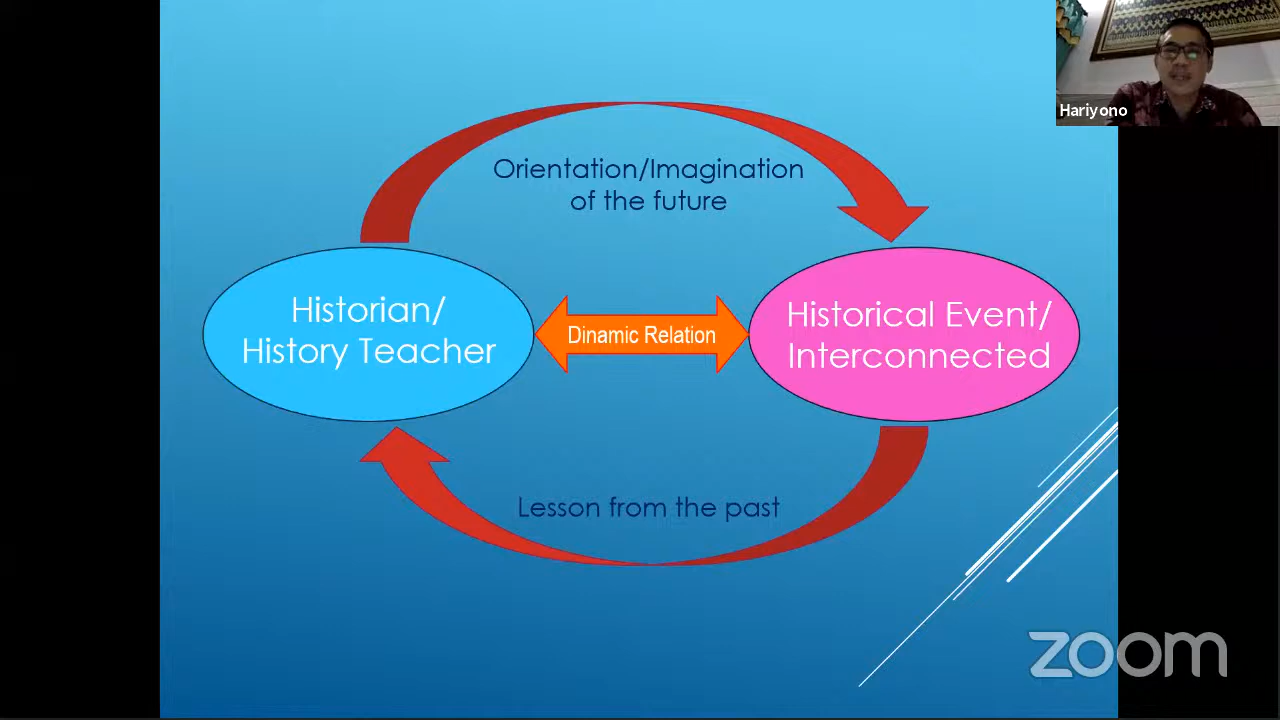 Hariyono
Orientation/Imagination
of the future
Historian/
History Teacher
Dinamic Relation
Historical Event/
Interconnected
Lesson from the past
zoom